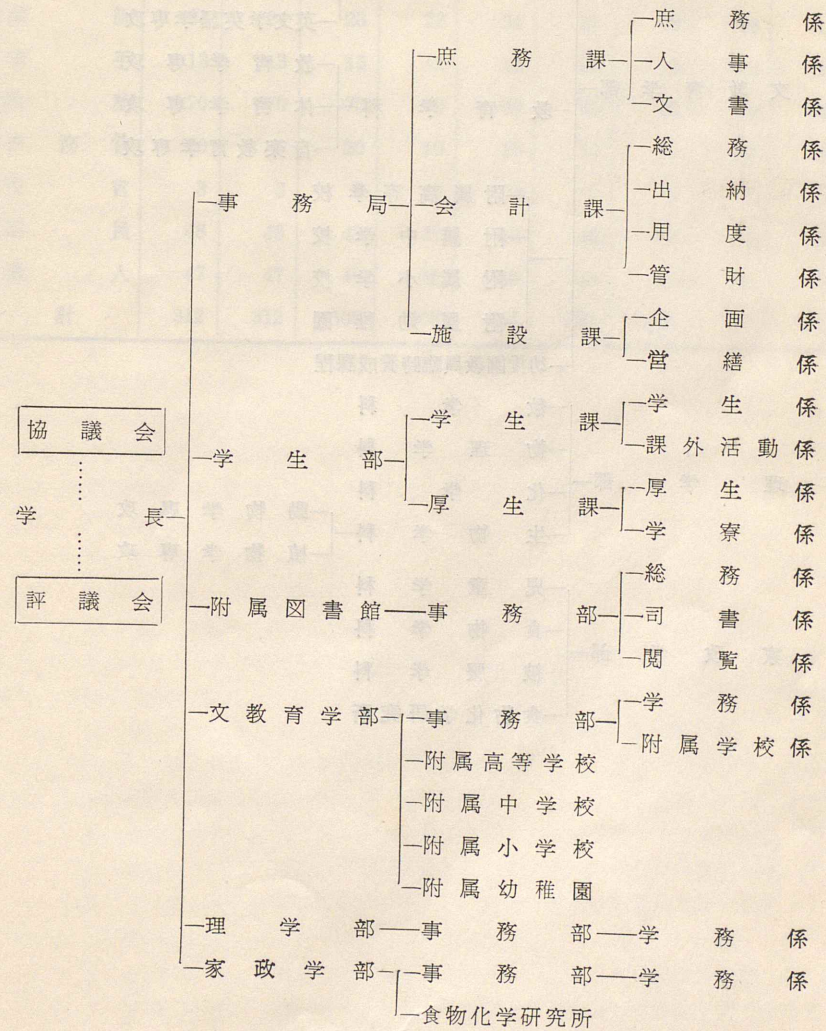 庶務係
庶務課
人事係
文書係
総務係
事務局
会計課
出納係
用度係
管財係
施設課
企画係
営繕係
協議会
学長
評議会
学生部
学生課
学生係
課外活動係
厚生課
厚生係
学寮係
附属図書館
事務部
総務係
司書係
閲覧係
文教育学部
事務部
学務係
附属学校係
附属高等学校
附属中学校
附属小学校
附属幼稚園
理学部
事務部
学務係
家政学部
事務部
学務係
食物化学研究所